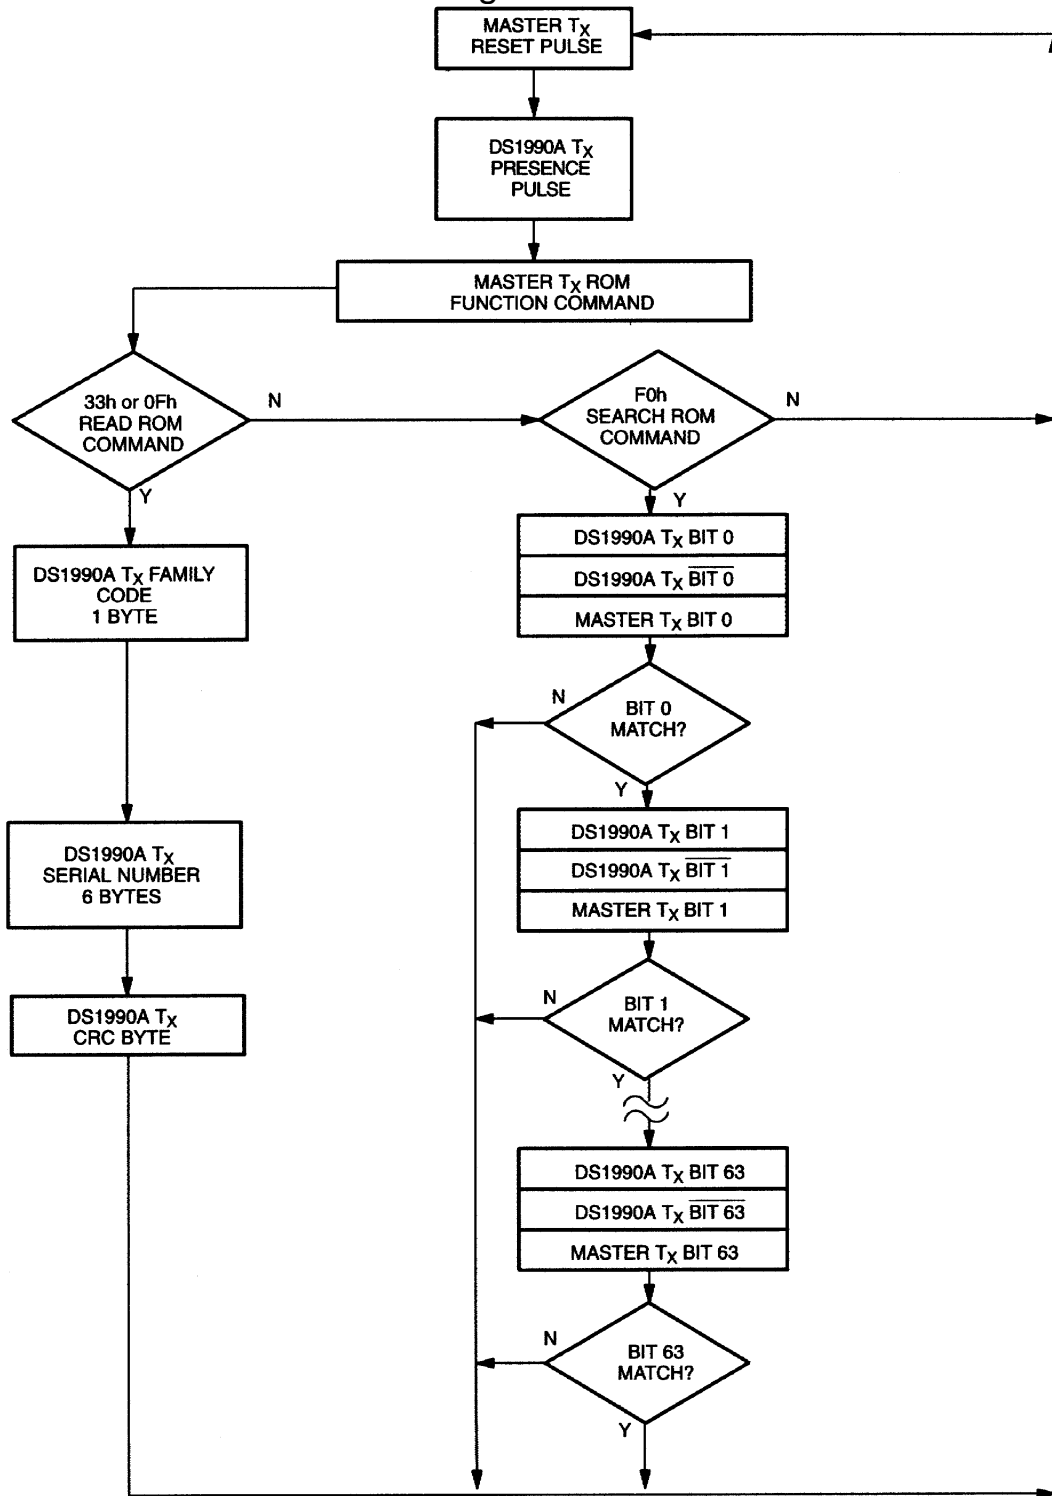 MASTER TX
RESET PULSE
DS1990A TX
PRESENCE
PULSE
MASTER TX ROM
FUNCTION COMMAND
33h or 0Fh
READ ROM
COMMAND
N
F0h
SEARCH ROM
COMMAND
N
Y
Y
DS1990A TX FAMILY
CODE
1 BYTE
DS1990A TX BIT 0
DS1990A TX BIT 0
MASTER TX BIT 0
N
BIT 0
MATCH?
Y
DS1990A TX
SERIAL NUMBER
6 BYTES
DS1990A TX BIT 1
DS1990A TX BIT 1
MASTER TX BIT 1
DS1990A TX
CRC BYTE
N
BIT 1
MATCH?
Y
DS1990A TX BIT 63
DS1990A TX BIT 63
MASTER TX BIT 63
N
BIT 63
MATCH?
Y